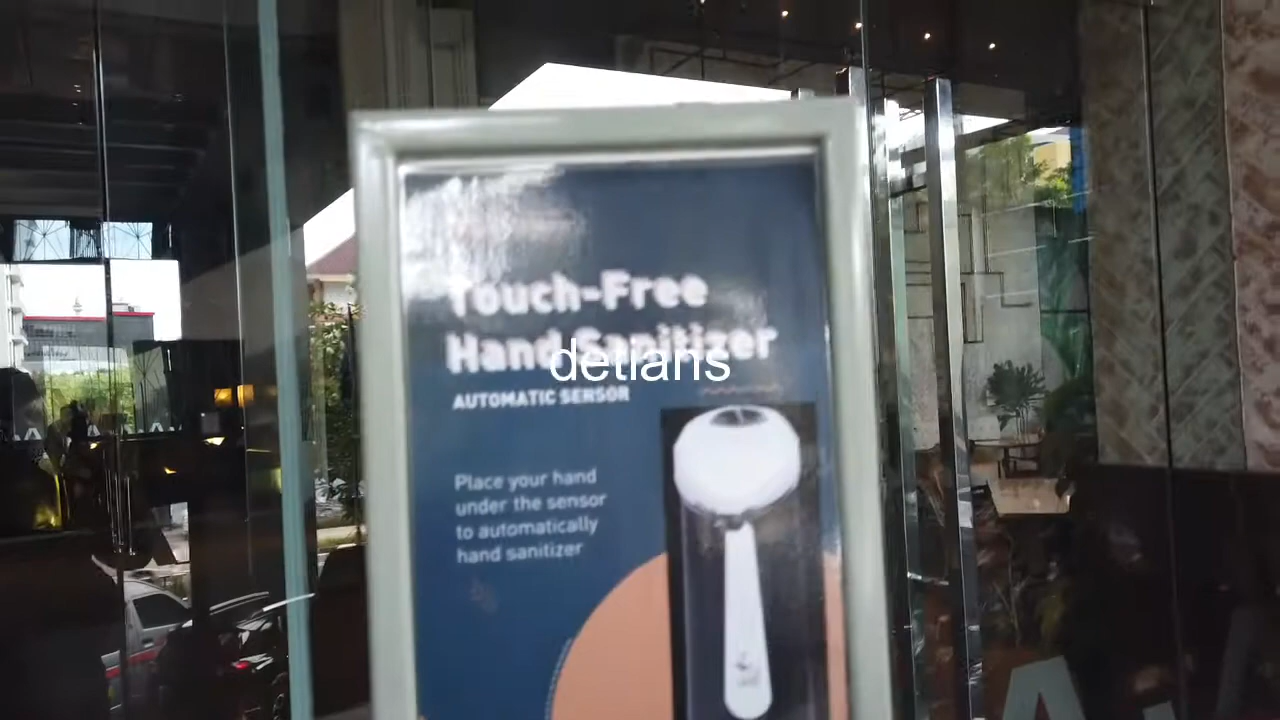 Touch-Free
Hand Sanitizer
detians
AUTOMATIC SENSOR
Place your hand
under the sensor
to automatically
hand sanitizer